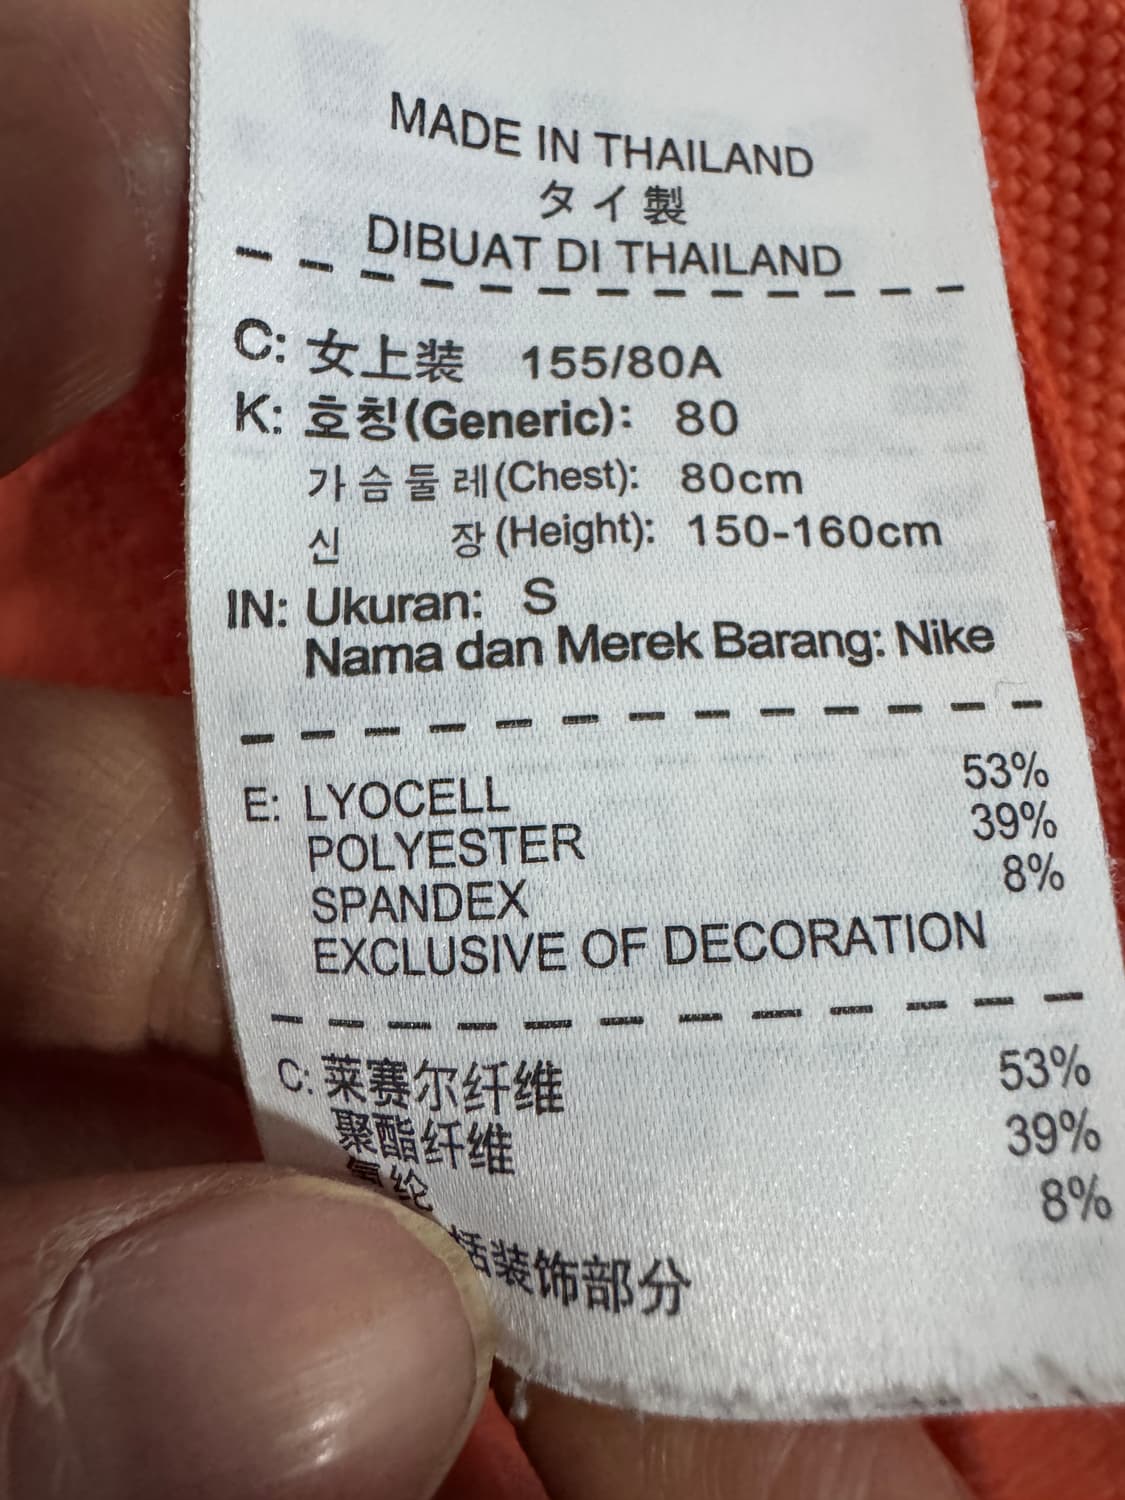 MADE IN THAILAND
タイ製
DIBUAT DI THAILAND
C: 女上装 155/80A
K: 호칭(Generic): 80
가슴둘레(Chest): 80cm
신 장(Height): 150-160cm
IN: Ukuran: S
Nama dan Merek Barang: Nike
E: LYOCELL 53%
POLYESTER 39%
SPANDEX 8%
EXCLUSIVE OF DECORATION
C: 莱赛尔纤维 53%
聚酯纤维 39%
氨纶 8%
括装饰部分